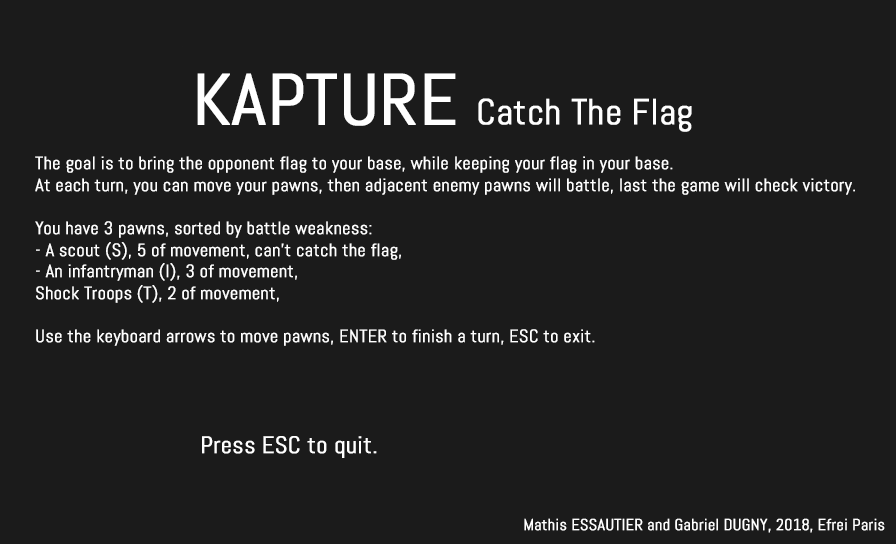 KAPTURE Catch The Flag
The goal is to bring the opponent flag to your base, while keeping your flag in your base.
At each turn, you can move your pawns, then adjacent enemy pawns will battle, last the game will check victory.
You have 3 pawns, sorted by battle weakness:
- A scout (S), 5 of movement, can't catch the flag,
- An infantryman (I), 3 of movement,
Shock Troops (T), 2 of movement,
Use the keyboard arrows to move pawns, ENTER to finish a turn, ESC to exit.
Press ESC to quit.
Mathis ESSAUTIER and Gabriel DUGNY, 2018, Efrei Paris